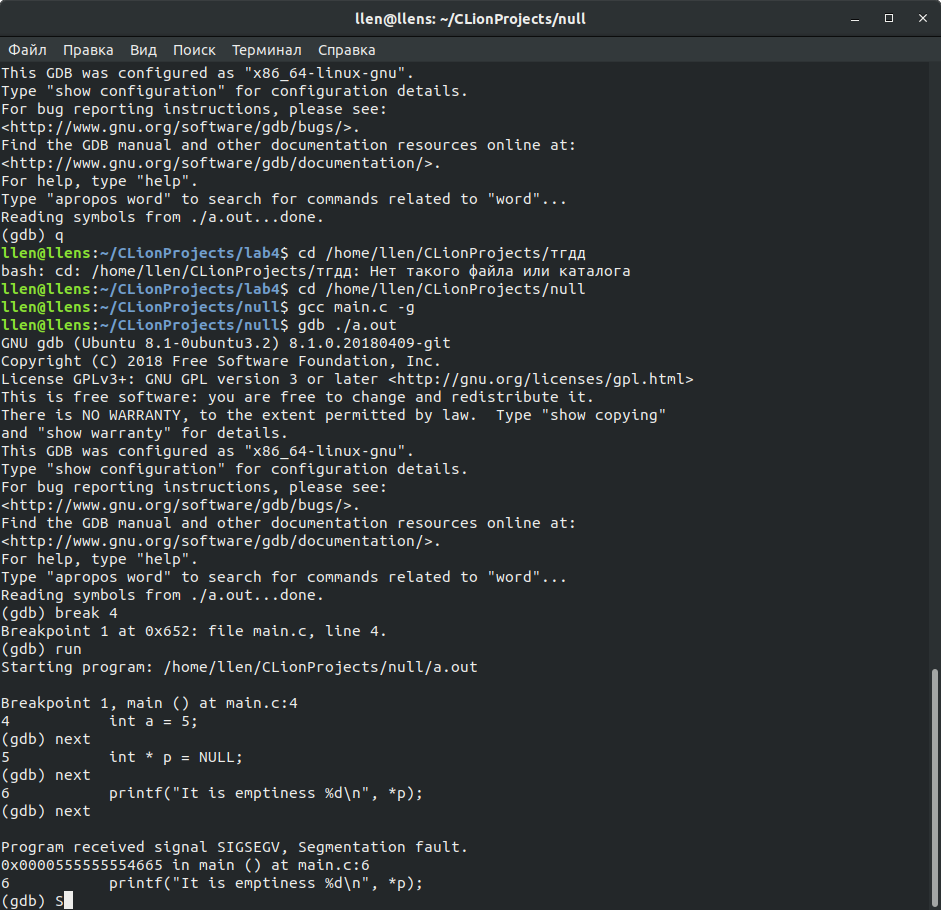 llen@llens: ~/CLionProjects/null
Файл Правка Вид Поиск Терминал Справка
This GDB was configured as "x86_64-linux-gnu".
Type "show configuration" for configuration details.
For bug reporting instructions, please see:
<http://www.gnu.org/software/gdb/bugs/>.
Find the GDB manual and other documentation resources online at:
<http://www.gnu.org/software/gdb/documentation/>.
For help, type "help".
Type "apropos word" to search for commands related to "word"...
Reading symbols from ./a.out...done.
(gdb) q
llen@llens:~/CLionProjects/lab4$ cd /home/llen/CLionProjects/тгдд
bash: cd: /home/llen/CLionProjects/тгдд: Нет такого файла или каталога
llen@llens:~/CLionProjects/lab4$ cd /home/llen/CLionProjects/null
llen@llens:~/CLionProjects/null$ gcc main.c -g
llen@llens:~/CLionProjects/null$ gdb ./a.out
GNU gdb (Ubuntu 8.1-0ubuntu3.2) 8.1.0.20180409-git
Copyright (C) 2018 Free Software Foundation, Inc.
License GPLv3+: GNU GPL version 3 or later <http://gnu.org/licenses/gpl.html>
This is free software: you are free to change and redistribute it.
There is NO WARRANTY, to the extent permitted by law.  Type "show copying"
and "show warranty" for details.
This GDB was configured as "x86_64-linux-gnu".
Type "show configuration" for configuration details.
For bug reporting instructions, please see:
<http://www.gnu.org/software/gdb/bugs/>.
Find the GDB manual and other documentation resources online at:
<http://www.gnu.org/software/gdb/documentation/>.
For help, type "help".
Type "apropos word" to search for commands related to "word"...
Reading symbols from ./a.out...done.
(gdb) break 4
Breakpoint 1 at 0x652: file main.c, line 4.
(gdb) run
Starting program: /home/llen/CLionProjects/null/a.out
Breakpoint 1, main () at main.c:4
4           int a = 5;
(gdb) next
5           int * p = NULL;
(gdb) next
6           printf("It is emptiness %d\n", *p);
(gdb) next
Program received signal SIGSEGV, Segmentation fault.
0x0000555555554665 in main () at main.c:6
6           printf("It is emptiness %d\n", *p);
(gdb) S